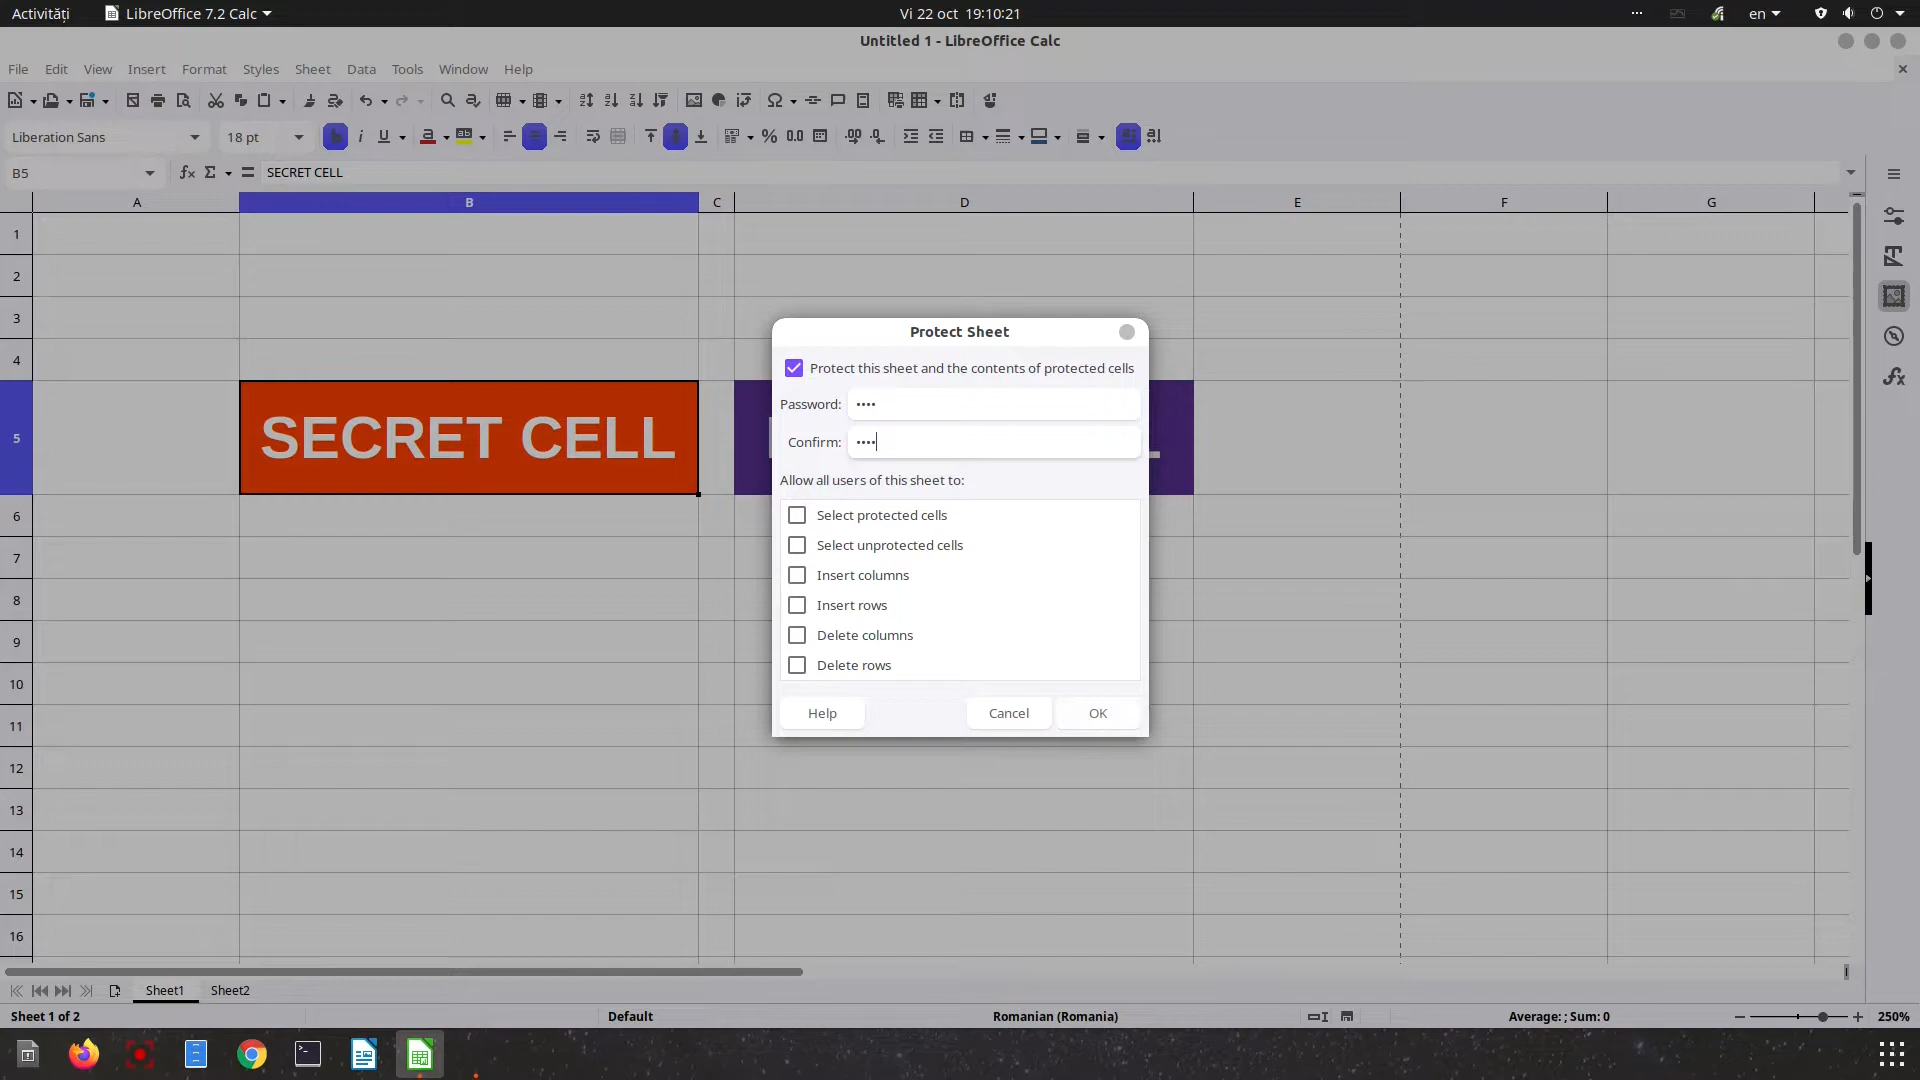 Activități
LibreOffice 7.2 Calc
Vi 22 oct 19:10:21
en
Untitled 1 - LibreOffice Calc
File Edit View Insert Format Styles Sheet Data Tools Window Help
Liberation Sans
18 pt
B5
SECRET CELL
A B C D E F G
1
2
3
4
5
6
7
8
9
10
11
12
13
14
15
16
SECRET CELL
Protect Sheet
Protect this sheet and the contents of protected cells
Password: ••••
Confirm: ••••
Allow all users of this sheet to:
Select protected cells
Select unprotected cells
Insert columns
Insert rows
Delete columns
Delete rows
Help Cancel OK
Sheet1 Sheet2
Sheet 1 of 2
Default
Romanian (Romania)
Average: ; Sum: 0
250%